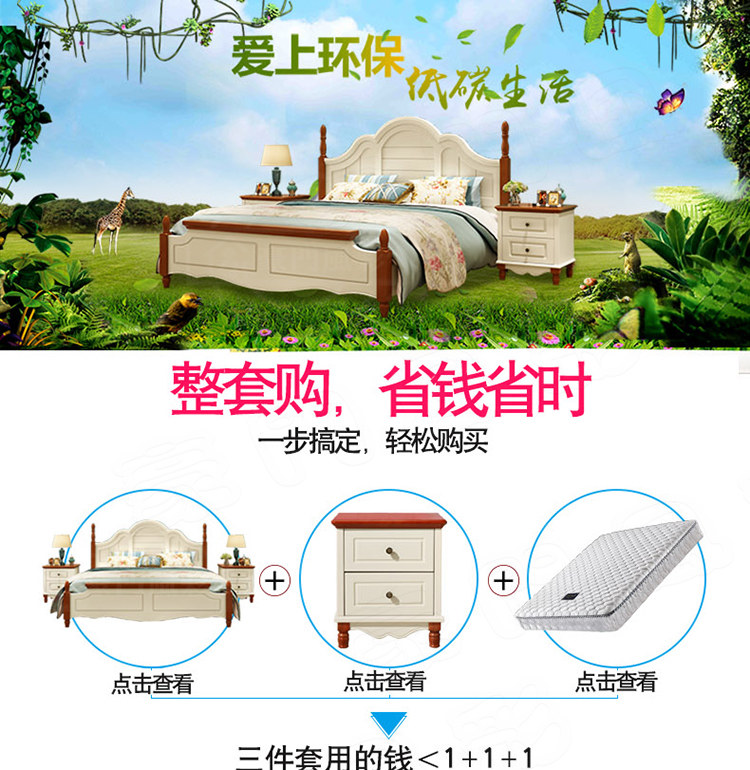 爱上环保
低碳生活
整套购，省钱省时
一步搞定，轻松购买
点击查看 点击查看 点击查看
三件套用的钱<1+1+1